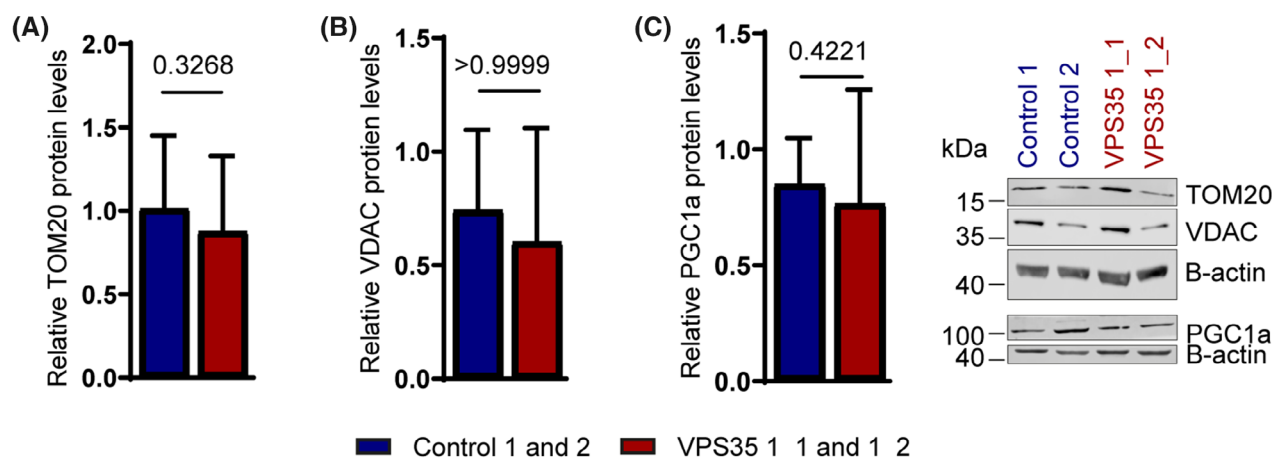 (A)
Relative TOM20 protein levels
2.0
1.5
1.0
0.5
0.0
0.3268
(B)
Relative VDAC protien levels
1.5
1.0
0.5
0.0
>0.9999
(C)
Relative PGC1a protein levels
1.5
1.0
0.5
0.0
0.4221
kDa
Control 1
Control 2
VPS35 1_1
VPS35 1_2
15
TOM20
35
VDAC
40
B-actin
100
PGC1a
40
B-actin
Control 1 and 2
VPS35 1 1 and 1 2